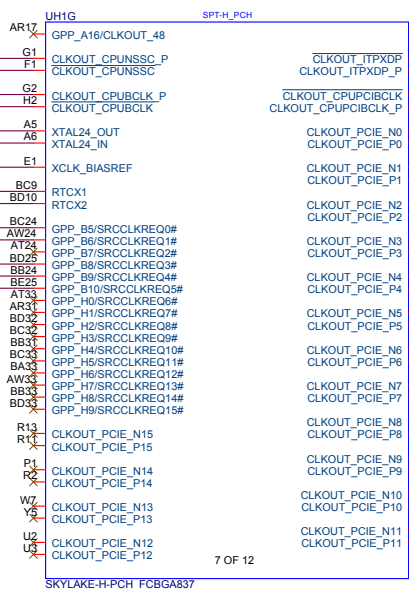 UH1G SPT-H_PCH
AR17 GPP_A16/CLKOUT_48
G1 CLKOUT_CPUNSSC_P CLKOUT_ITPXDP
F1 CLKOUT_CPUNSSC CLKOUT_ITPXDP_P
G2 CLKOUT_CPUBCLK_P CLKOUT_CPUPCIBCLK
H2 CLKOUT_CPUBCLK CLKOUT_CPUPCIBCLK_P
A5 XTAL24_OUT CLKOUT_PCIE_N0
A6 XTAL24_IN CLKOUT_PCIE_P0
E1 XCLK_BIASREF CLKOUT_PCIE_N1
CLKOUT_PCIE_P1
BC9 RTCX1
BD10 RTCX2 CLKOUT_PCIE_N2
CLKOUT_PCIE_P2
BC24 GPP_B5/SRCCLKREQ0#
AW24 GPP_B6/SRCCLKREQ1# CLKOUT_PCIE_N3
AT24 GPP_B7/SRCCLKREQ2# CLKOUT_PCIE_P3
BD25 GPP_B8/SRCCLKREQ3#
BB24 GPP_B9/SRCCLKREQ4# CLKOUT_PCIE_N4
BE25 GPP_B10/SRCCLKREQ5# CLKOUT_PCIE_P4
AT33 GPP_H0/SRCCLKREQ6#
AR31 GPP_H1/SRCCLKREQ7# CLKOUT_PCIE_N5
BD32 GPP_H2/SRCCLKREQ8# CLKOUT_PCIE_P5
BC32 GPP_H3/SRCCLKREQ9#
BB31 GPP_H4/SRCCLKREQ10# CLKOUT_PCIE_N6
BC33 GPP_H5/SRCCLKREQ11# CLKOUT_PCIE_P6
BA33 GPP_H6/SRCCLKREQ12#
AW33 GPP_H7/SRCCLKREQ13# CLKOUT_PCIE_N7
BB33 GPP_H8/SRCCLKREQ14# CLKOUT_PCIE_P7
BD33 GPP_H9/SRCCLKREQ15#
CLKOUT_PCIE_N8
R13 CLKOUT_PCIE_N15 CLKOUT_PCIE_P8
R11 CLKOUT_PCIE_P15
CLKOUT_PCIE_N9
P1 CLKOUT_PCIE_N14 CLKOUT_PCIE_P9
R2 CLKOUT_PCIE_P14
CLKOUT_PCIE_N10
W7 CLKOUT_PCIE_N13 CLKOUT_PCIE_P10
Y5 CLKOUT_PCIE_P13
CLKOUT_PCIE_N11
U2 CLKOUT_PCIE_N12 CLKOUT_PCIE_P11
U3 CLKOUT_PCIE_P12
7 OF 12
SKYLAKE-H-PCH_FCBGA837